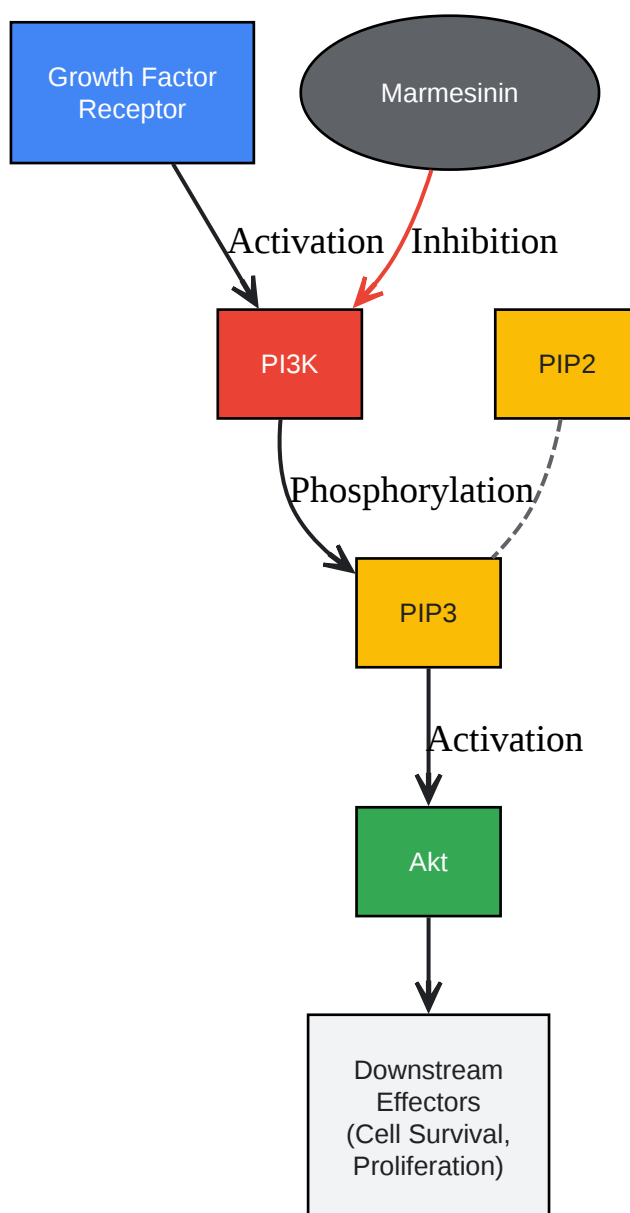 Growth Factor
Receptor
Marmesinin
Activation
Inhibition
PI3K
PIP2
Phosphorylation
PIP3
Activation
Akt
Downstream
Effectors
(Cell Survival,
Proliferation)